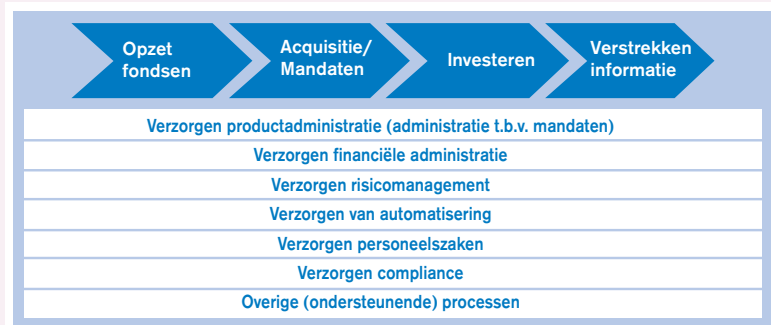 Opzet
fondsen
Acquisitie/
Mandaten
Investeren
Verstrekken
informatie
Verzorgen productadministratie (administratie t.b.v. mandaten)
Verzorgen financiële administratie
Verzorgen risicomanagement
Verzorgen van automatisering
Verzorgen personeelszaken
Verzorgen compliance
Overige (ondersteunende) processen